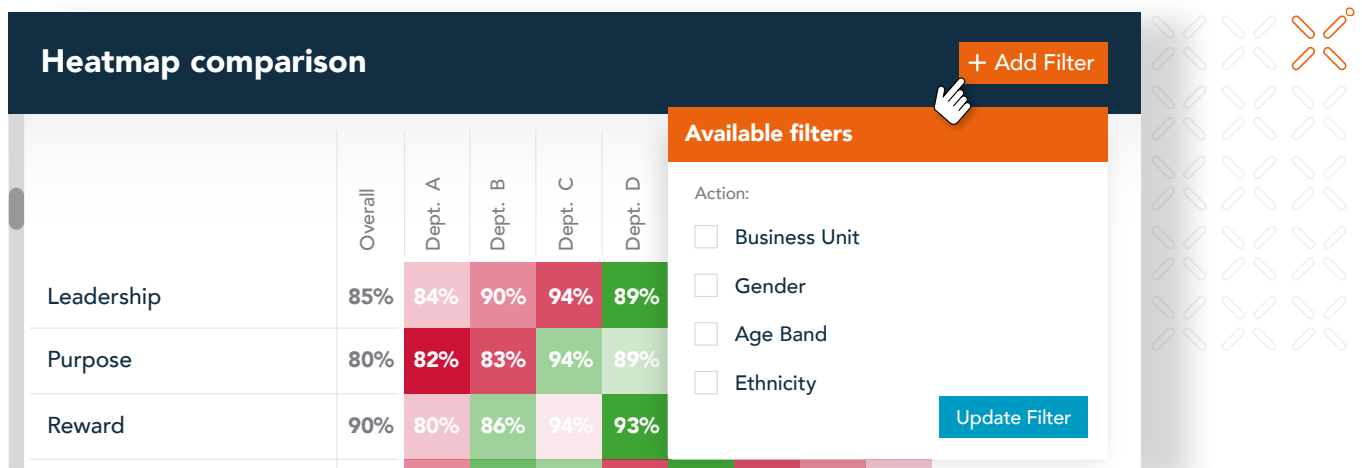 Heatmap comparison
+ Add Filter
Available filters
Action:
Business Unit
Gender
Age Band
Ethnicity
Update Filter
Overall
Dept. A
Dept. B
Dept. C
Dept. D
Leadership 85% 84% 90% 94% 89%
Purpose 80% 82% 83% 94% 89%
Reward 90% 80% 86% 94% 93%